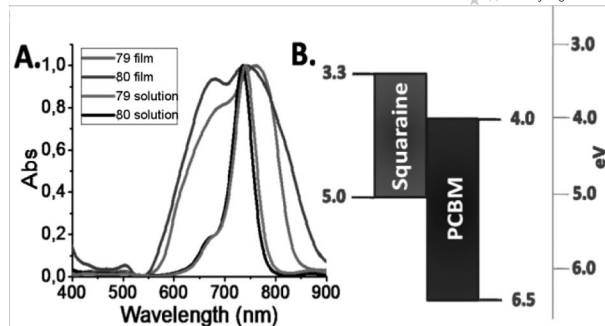 A.
79 film
80 film
79 solution
80 solution
1,0
0,8
0,6
0,4
0,2
0,0
Abs
400 500 600 700 800 900
Wavelength (nm)
B.
3.3
5.0
Squaraine
PCBM
4.0
6.5
3.0
4.0
5.0
6.0
eV